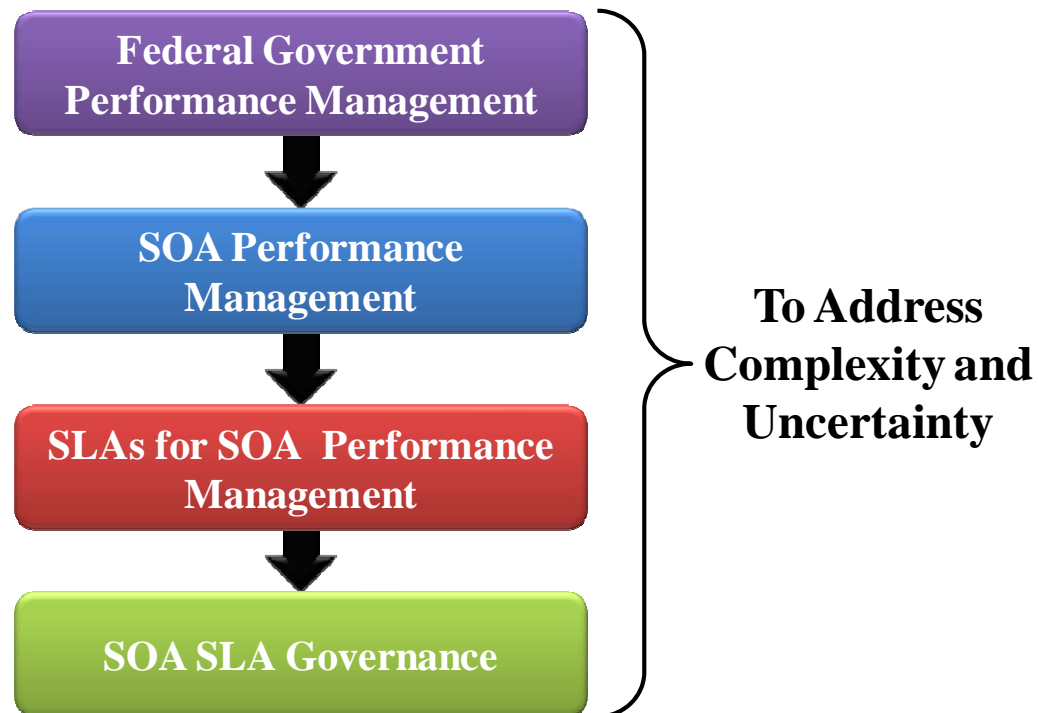 Federal Government
Performance Management
SOA Performance
Management
SLAs for SOA Performance
Management
SOA SLA Governance
To Address
Complexity and
Uncertainty